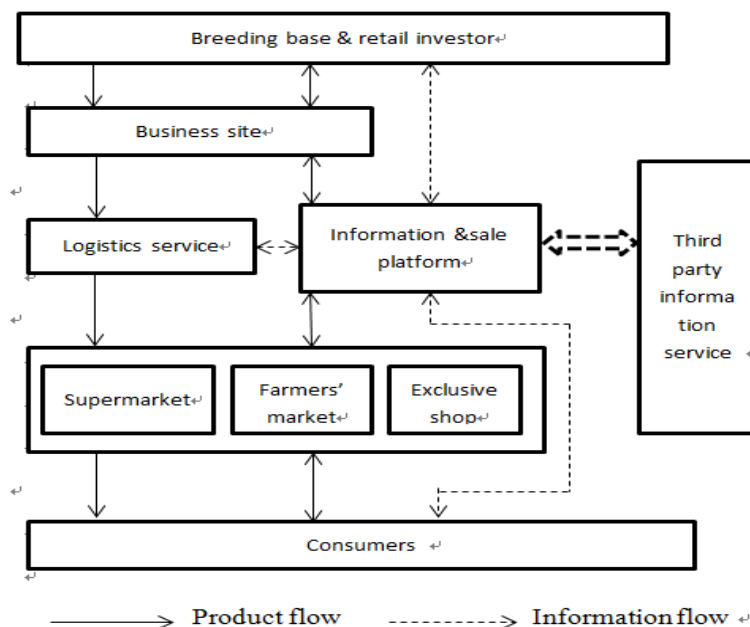 Breeding base & retail investor
Business site
Logistics service
Information &sale
platform
Third
party
informa
tion
service
Supermarket
Farmers'
market
Exclusive
shop
Consumers
Product flow
Information flow